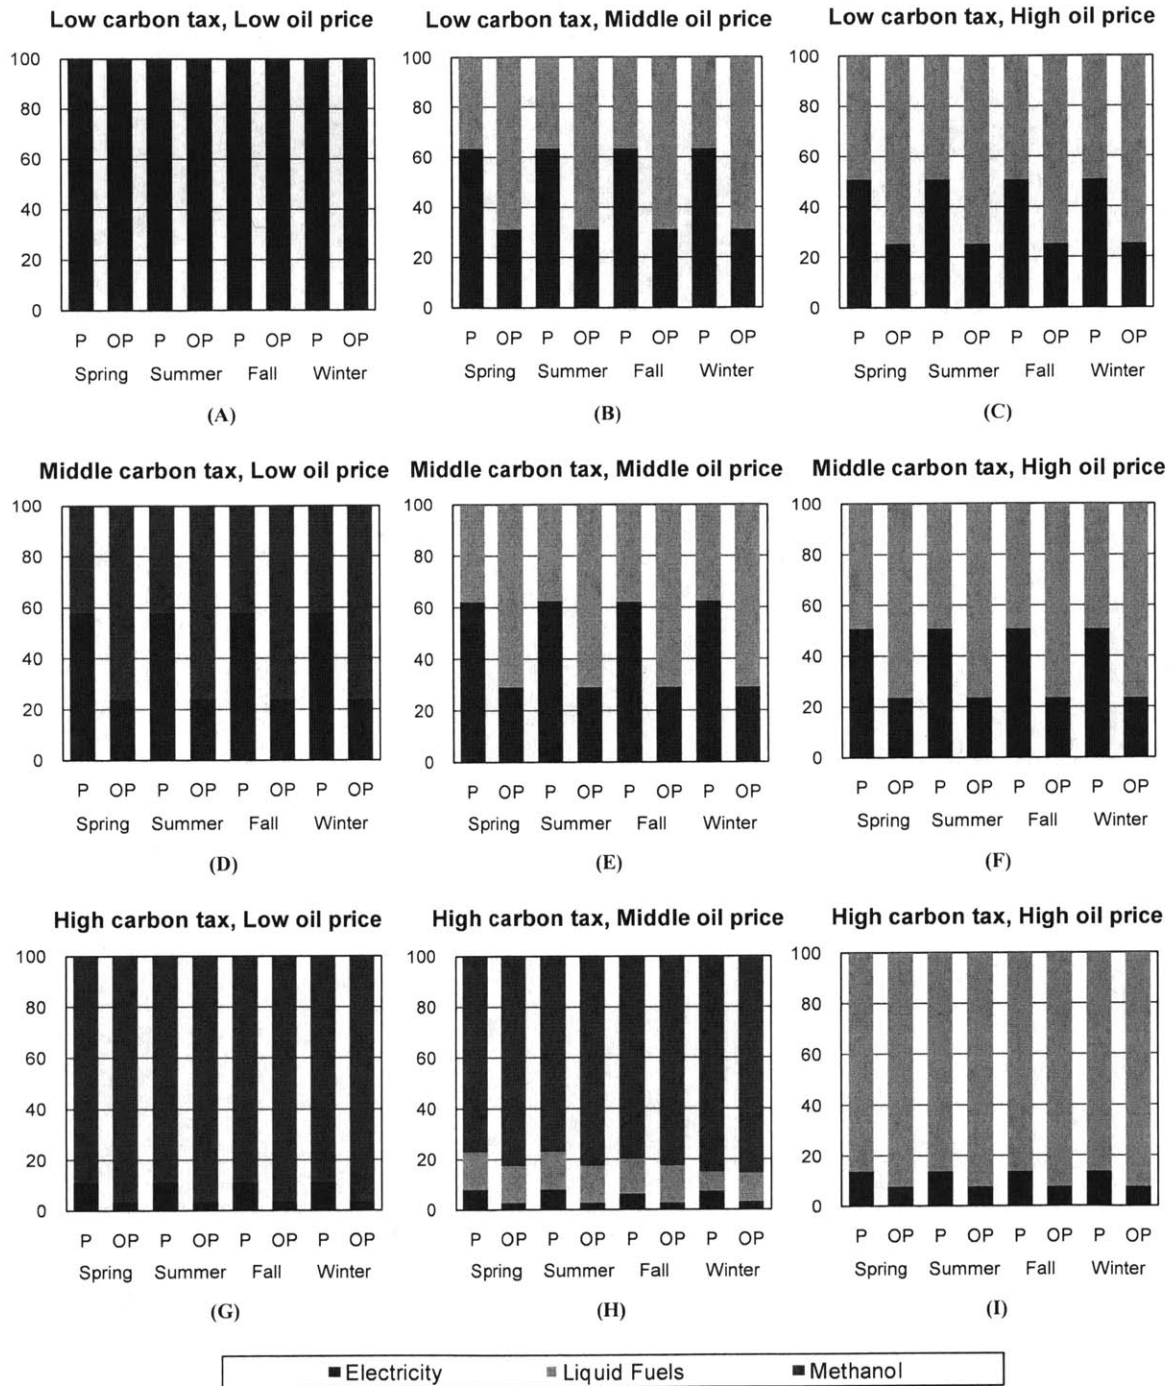 Low carbon tax, Low oil price
Low carbon tax, Middle oil price
Low carbon tax, High oil price
100
80
60
40
20
0
100
80
60
40
20
0
100
80
60
40
20
0
P OP P OP P OP P OP
P OP P OP P OP P OP
P OP P OP P OP P OP
Spring Summer Fall Winter
Spring Summer Fall Winter
Spring Summer Fall Winter
(A)
(B)
(C)
Middle carbon tax, Low oil price
Middle carbon tax, Middle oil price
Middle carbon tax, High oil price
100
80
60
40
20
0
100
80
60
40
20
0
100
80
60
40
20
0
P OP P OP P OP P OP
P OP P OP P OP P OP
P OP P OP P OP P OP
Spring Summer Fall Winter
Spring Summer Fall Winter
Spring Summer Fall Winter
(D)
(E)
(F)
High carbon tax, Low oil price
High carbon tax, Middle oil price
High carbon tax, High oil price
100
80
60
40
20
0
100
80
60
40
20
0
100
80
60
40
20
0
P OP P OP P OP P OP
P OP P OP P OP P OP
P OP P OP P OP P OP
Spring Summer Fall Winter
Spring Summer Fall Winter
Spring Summer Fall Winter
(G)
(H)
(I)
Electricity Liquid Fuels Methanol